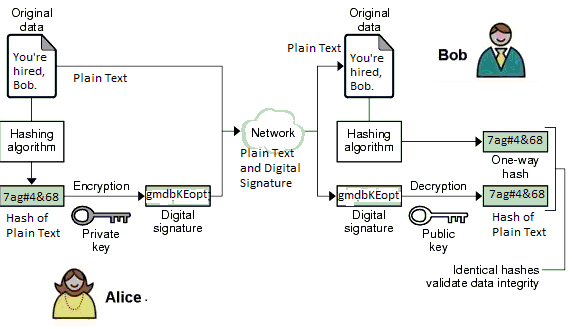 Original
data
You're
hired,
Bob.
Plain Text
Hashing
algorithm
7ag#4&68
Hash of
Plain Text
Encryption
Private
key
gmdbKEopt
Digital
signature
Alice .
Network
Plain Text
and Digital
Signature
Plain Text
Original
data
You're
hired,
Bob.
Bob
Hashing
algorithm
7ag#4&68
One-way
hash
gmdbKEopt
Digital
signature
Decryption
Public
key
7ag#4&68
Hash of
Plain Text
Identical hashes
validate data integrity